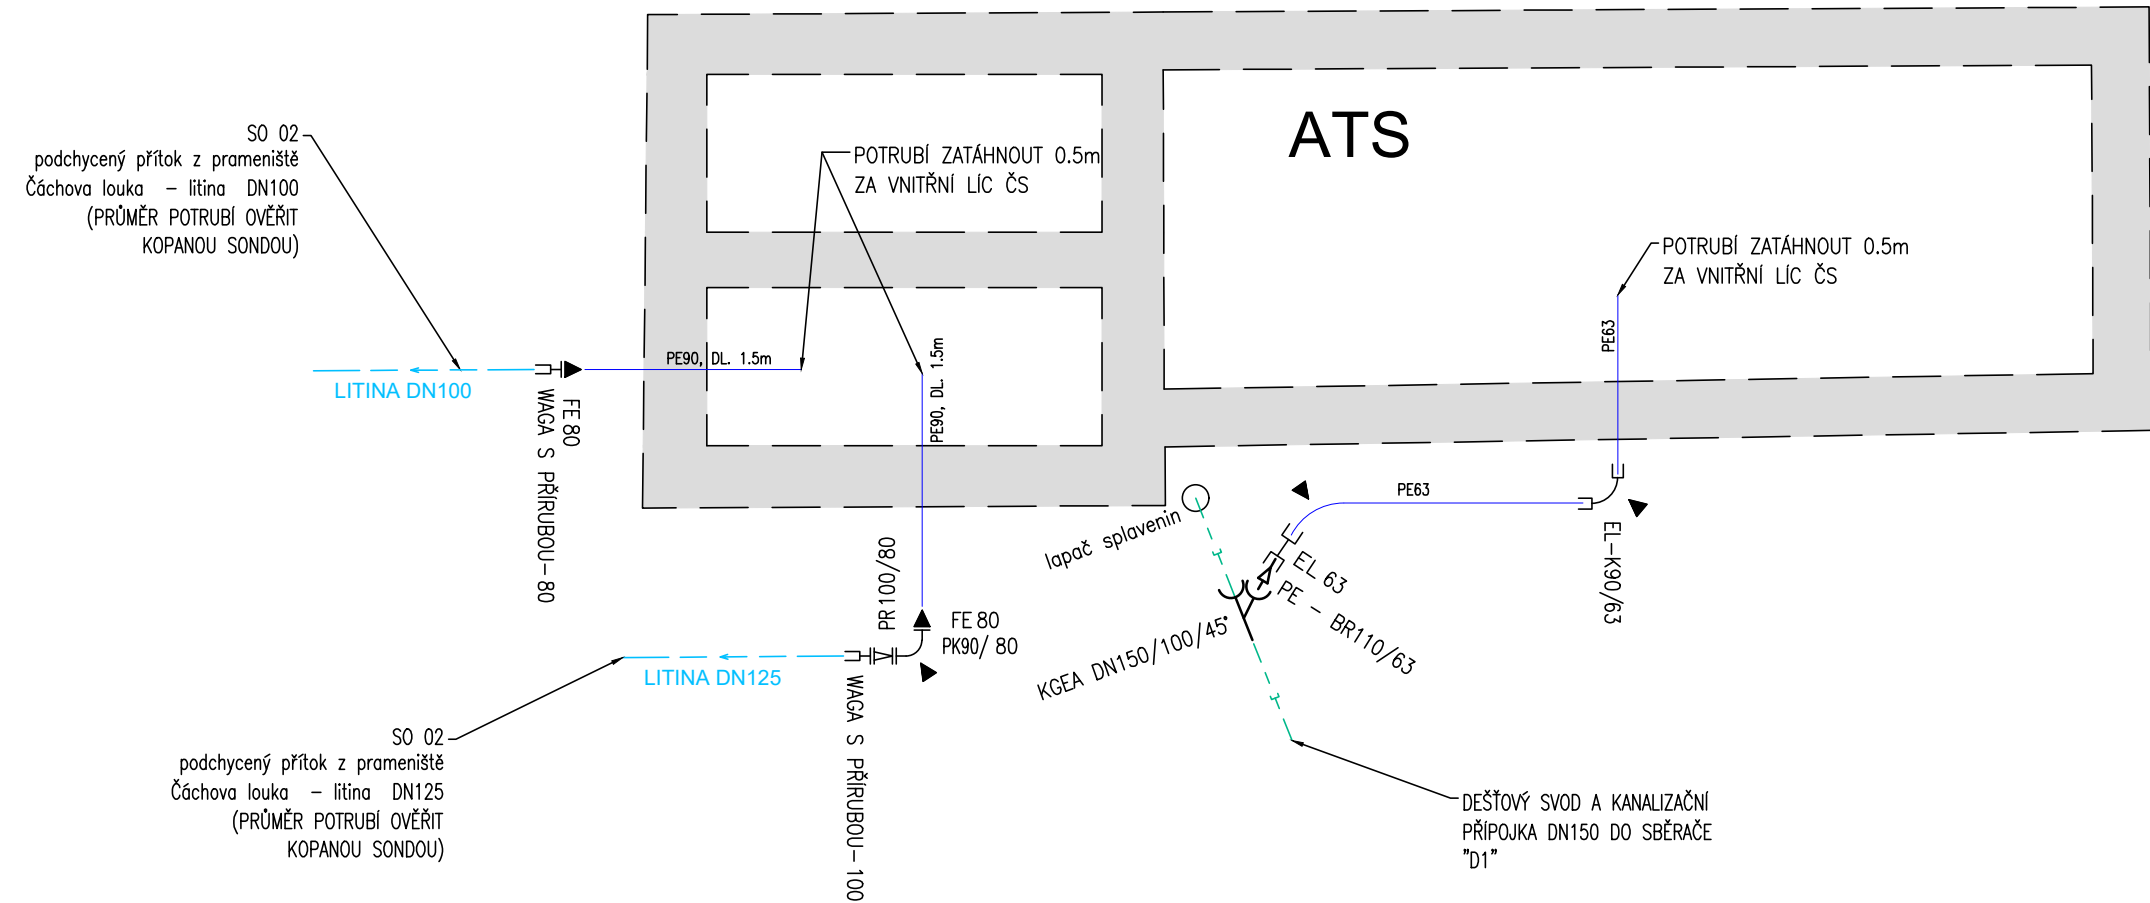 SO 02
podchycený přítok z prameniště
Čáchova louka – litina DN100
(PRŮMĚR POTRUBÍ OVĚŘIT
KOPANOU SONDOU)
POTRUBÍ ZATÁHNOUT 0.5m
ZA VNITŘNÍ LÍC ČS
ATS
POTRUBÍ ZATÁHNOUT 0.5m
ZA VNITŘNÍ LÍC ČS
PE63
PE90, DL. 1.5m
PE90, DL. 1.5m
LITINA DN100
FE 80
WAGA S PŘÍRUBOU-80
PE63
EL-K90/63
lapač splavenin
EL 63
PE - BR110/63
KGEA DN150/100/45°
PR100/80
FE 80
PK90/ 80
LITINA DN125
WAGA S PŘÍRUBOU-100
SO 02
podchycený přítok z prameniště
Čáchova louka – litina DN125
(PRŮMĚR POTRUBÍ OVĚŘIT
KOPANOU SONDOU)
DEŠŤOVÝ SVOD A KANALIZAČNÍ
PŘÍPOJKA DN150 DO SBĚRAČE
"D1"